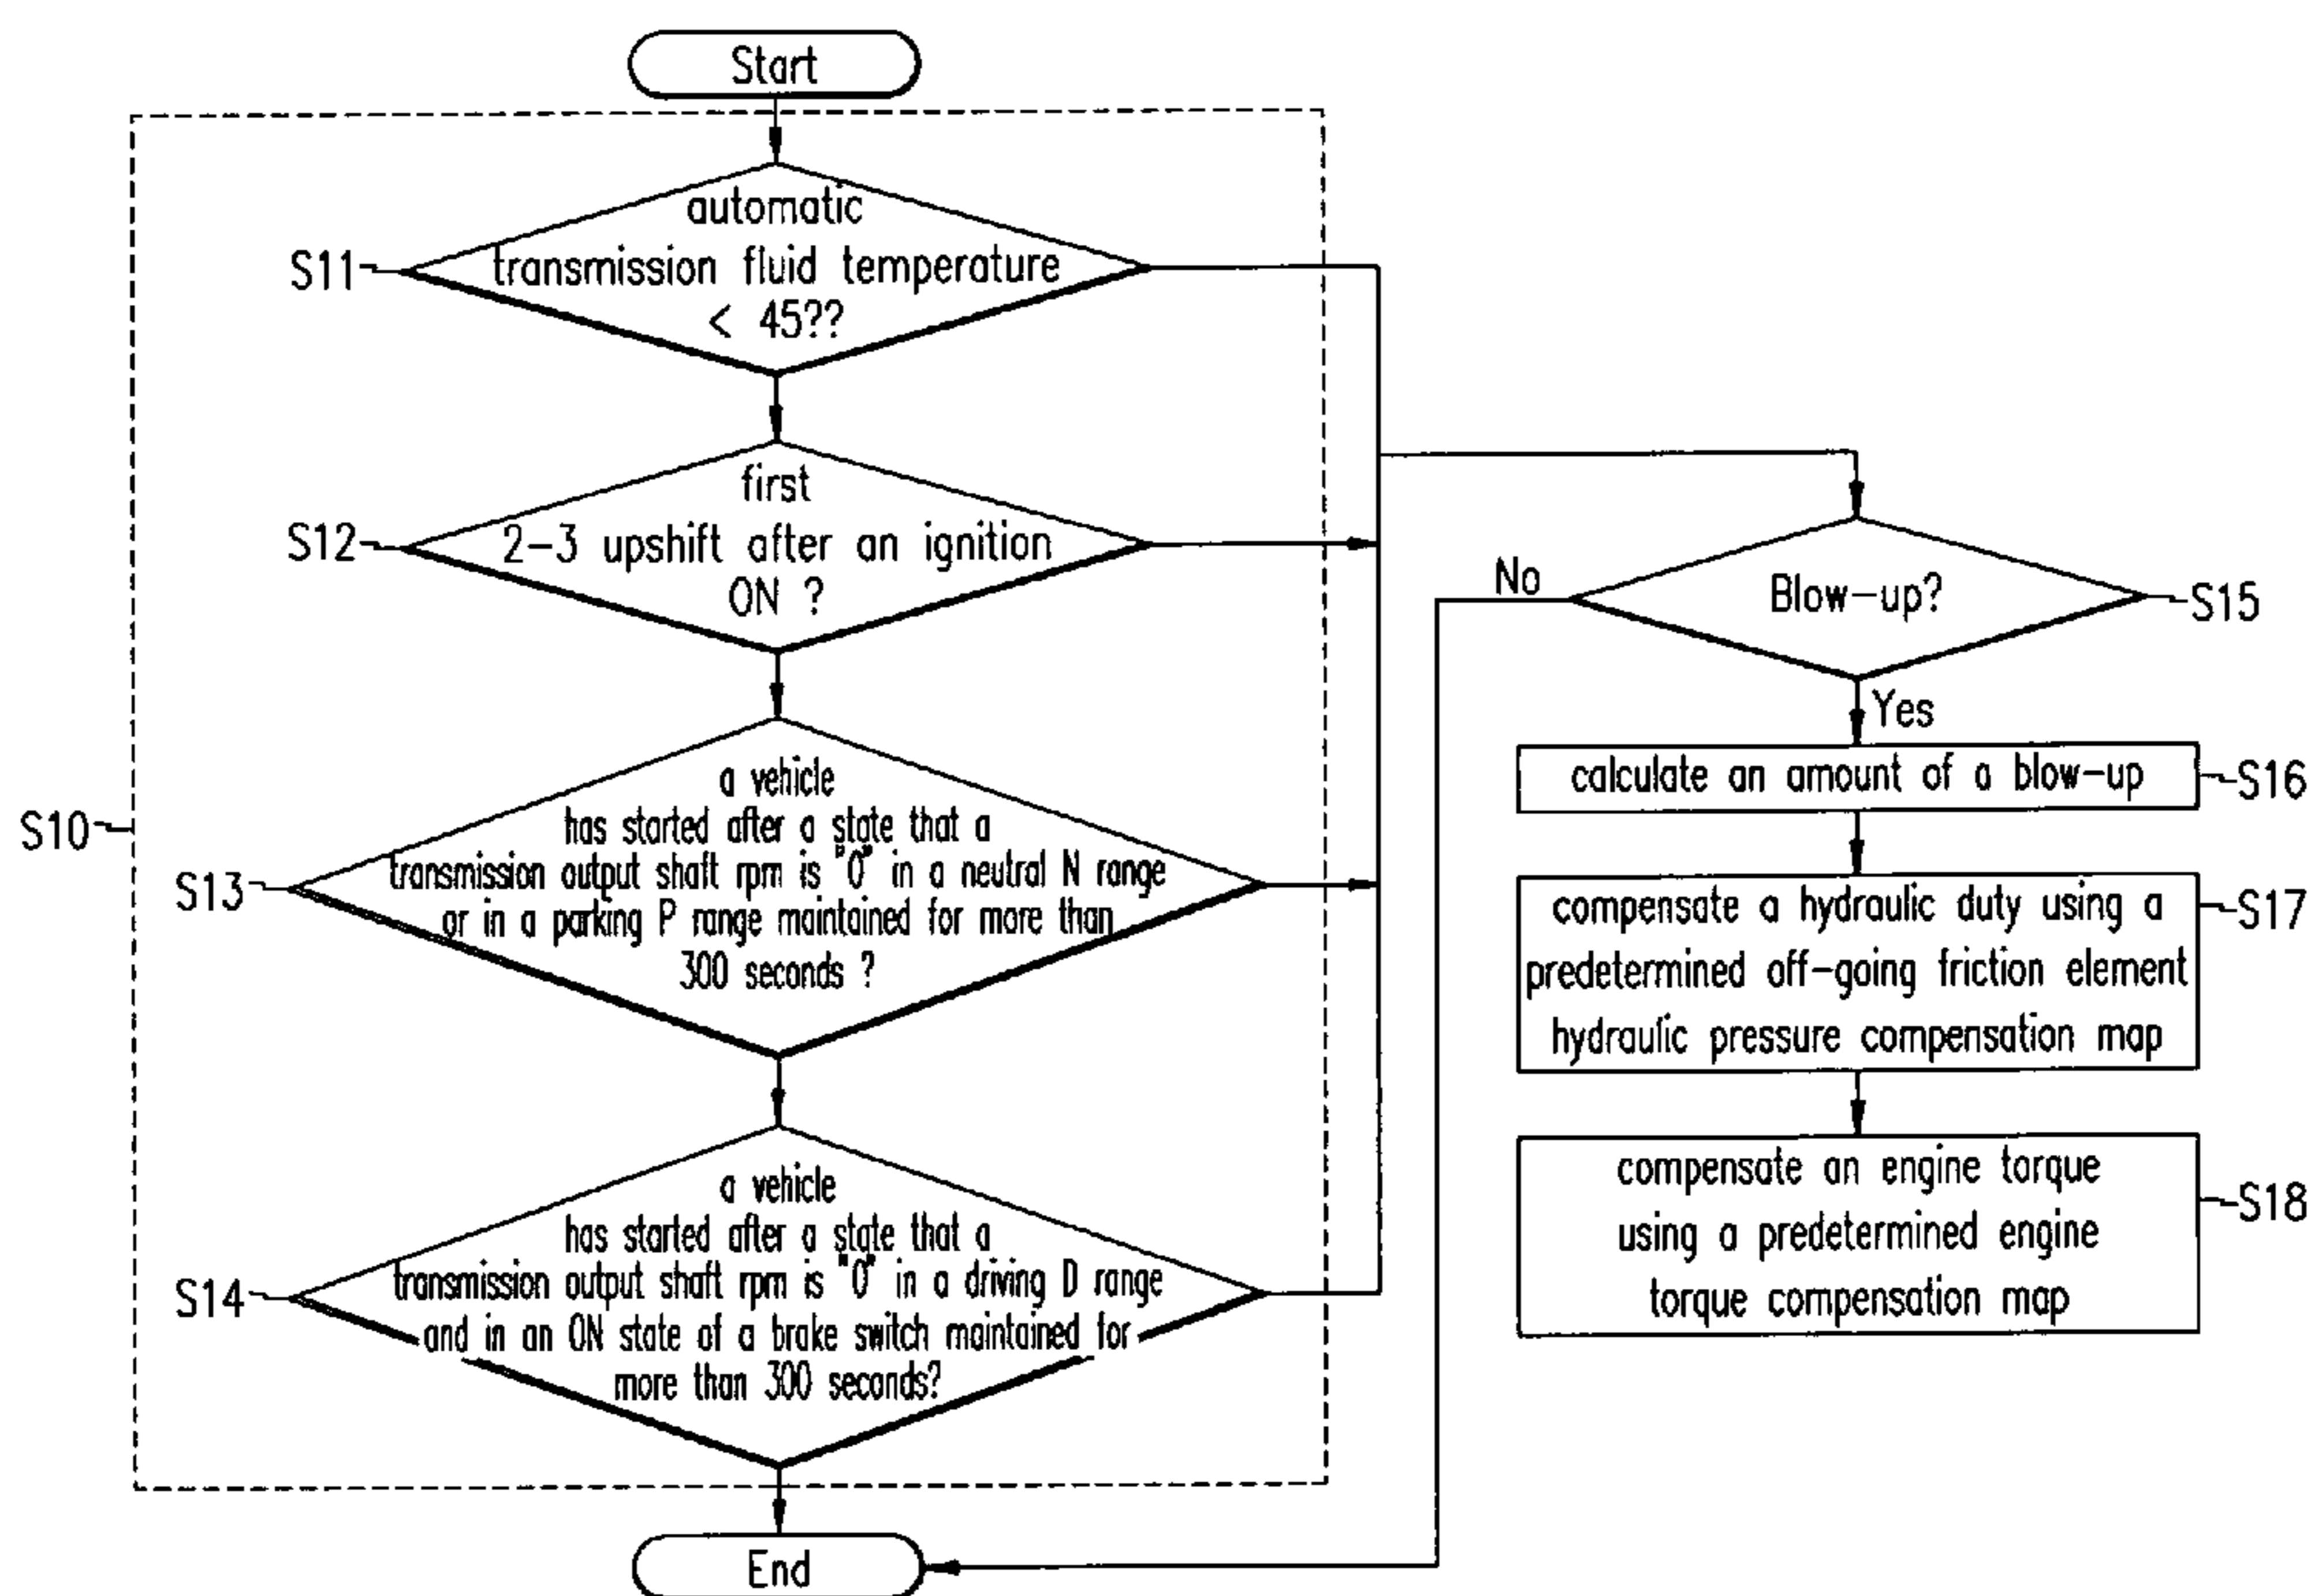 Start
automatic
transmission fluid temperature
< 45??
S11
first
2-3 upshift after an ignition
ON ?
S12
a vehicle
has started after a state that a
transmission output shaft rpm is "0" in a neutral N range
or in a parking P range maintained for more than
300 seconds ?
S13
S10
a vehicle
has started after a state that a
transmission output shaft rpm is "0" in a driving D range
and in an ON state of a brake switch maintained for
more than 300 seconds?
S14
End
No
Blow-up?
S15
Yes
calculate an amount of a blow-up
S16
compensate a hydraulic duty using a
predetermined off-going friction element
hydraulic pressure compensation map
S17
compensate an engine torque
using a predetermined engine
torque compensation map
S18